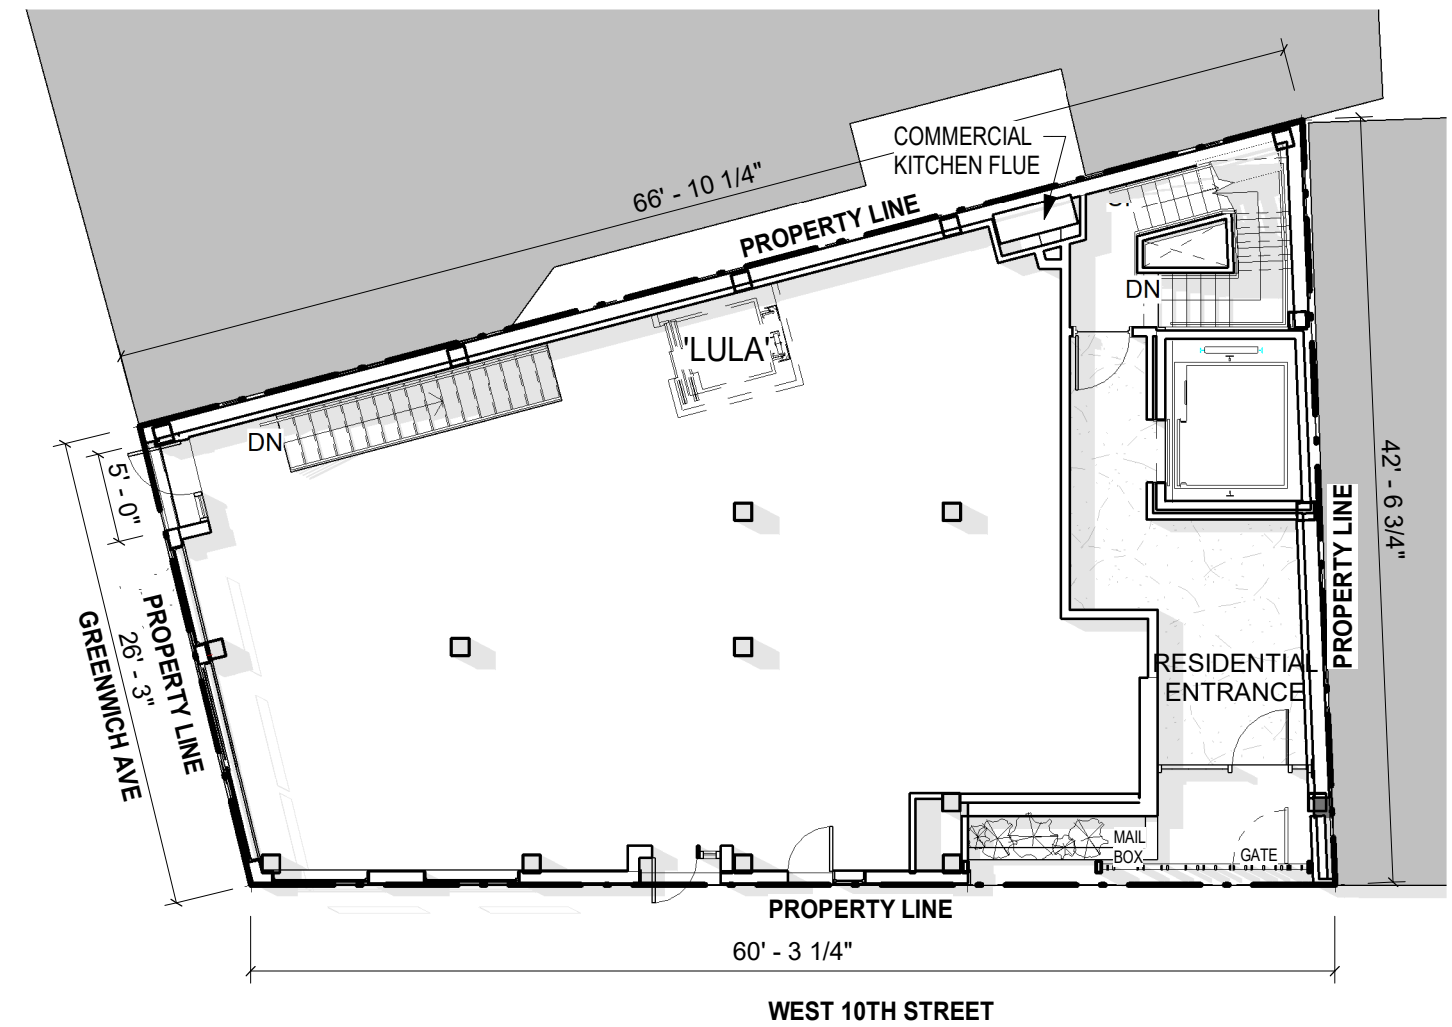 COMMERCIAL
KITCHEN FLUE
66' - 10 1/4"
PROPERTY LINE
DN
'LULA'
DN
5' - 0"
42' - 6 3/4"
PROPERTY LINE
PROPERTY LINE
26' - 3"
GREENWICH AVE
RESIDENTIAL
ENTRANCE
MAIL
BOX
GATE
PROPERTY LINE
60' - 3 1/4"
WEST 10TH STREET